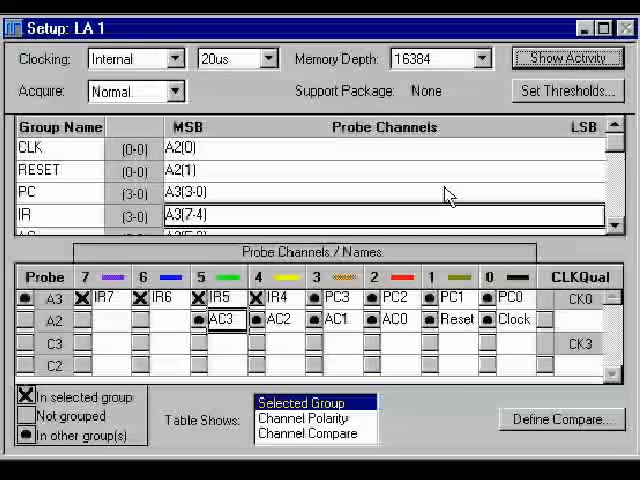 Setup: LA 1
Clocking: Internal 20us Memory Depth: 16384 Show Activity
Acquire: Normal Support Package: None Set Thresholds...
Group Name MSB Probe Channels LSB
CLK (0-0) A2(0)
RESET (0-0) A2(1)
PC (3-0) A3(3-0)
IR (3-0) A3(7-4)
Probe Channels / Names
Probe 7 6 5 4 3 2 1 0 CLKQual
A3 IR7 IR6 IR5 IR4 PC3 PC2 PC1 PC0 CK0
A2 AC3 AC2 AC1 AC0 Reset Clock
C3 CK3
C2
In selected group
Not grouped
In other group(s)
Table Shows:
Selected Group
Channel Polarity
Channel Compare
Define Compare...